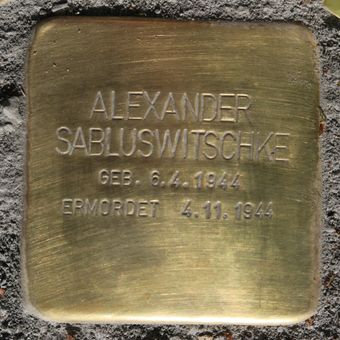 ALEXANDER
SABLUSWITSCHKE
GEB. 6.4.1944
ERMORDET 4.11.1944